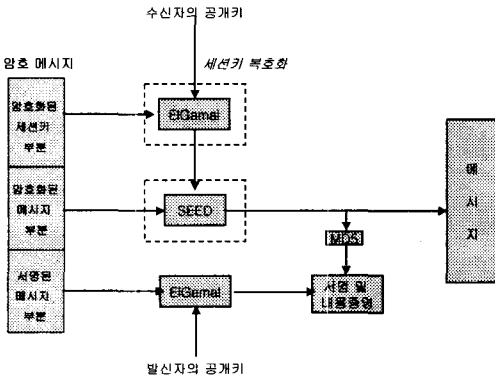 수신자의 공개키
암호 메시지
세션키 복호화
암호화된
세션키
부분
ElGamal
암호화된
메시지
부분
SEED
메
시
지
MD5
서명된
메시지
부분
ElGamal
서명 및
내용증명
발신자의 공개키